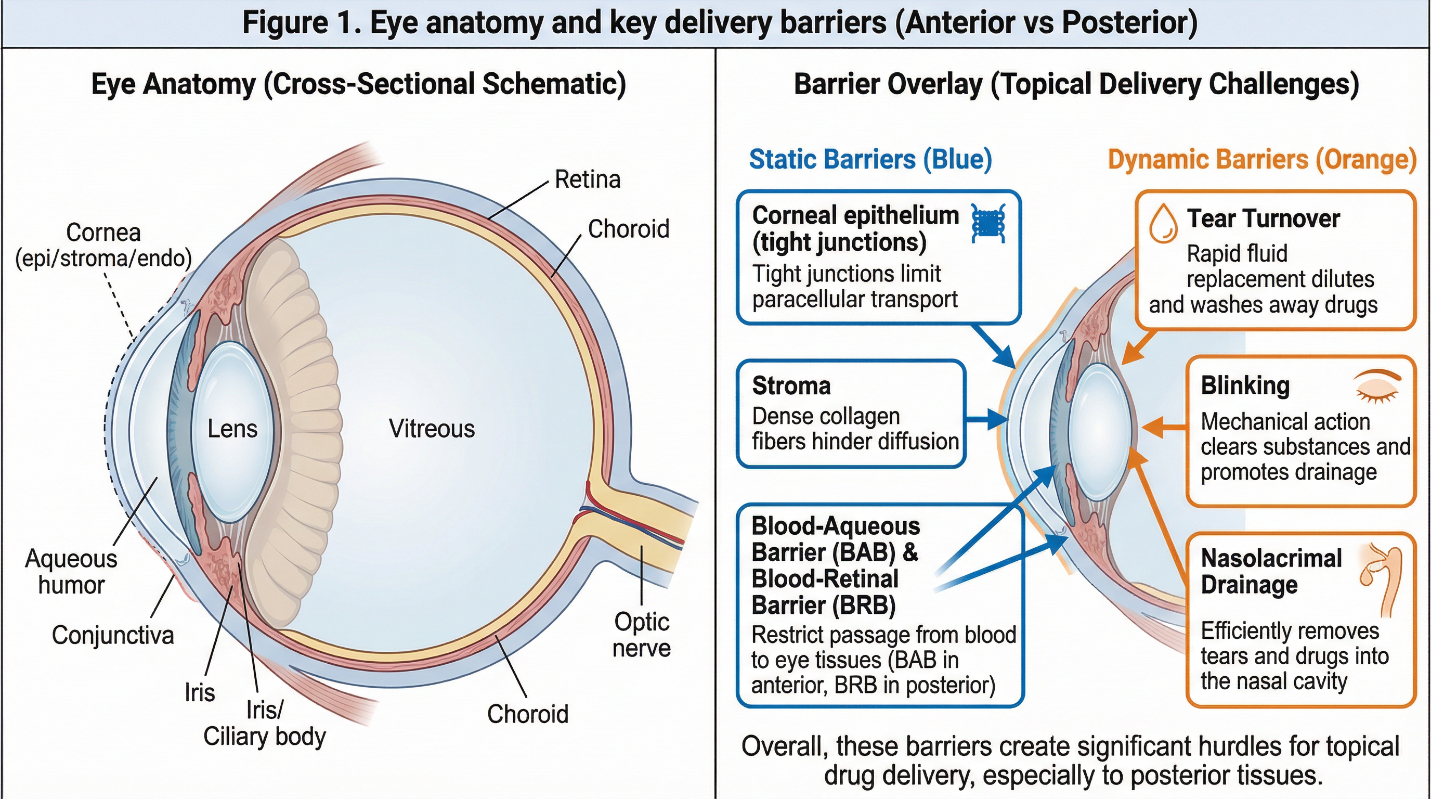 Figure 1. Eye anatomy and key delivery barriers (Anterior vs Posterior)
Eye Anatomy (Cross-Sectional Schematic)
Retina
Choroid
Cornea
(epi/stroma/endo)
Lens
Vitreous
Aqueous
humor
Conjunctiva
Iris
Iris/
Ciliary body
Choroid
Optic
nerve
Barrier Overlay (Topical Delivery Challenges)
Static Barriers (Blue)
Corneal epithelium
(tight junctions)
Tight junctions limit
paracellular transport
Stroma
Dense collagen
fibers hinder diffusion
Blood-Aqueous
Barrier (BAB) &
Blood-Retinal
Barrier (BRB)
Restrict passage from blood
to eye tissues (BAB in
anterior, BRB in posterior)
Dynamic Barriers (Orange)
Tear Turnover
Rapid fluid
replacement dilutes
and washes away drugs
Blinking
Mechanical action
clears substances and
promotes drainage
Nasolacrimal
Drainage
Efficiently removes
tears and drugs into
the nasal cavity
Overall, these barriers create significant hurdles for topical
drug delivery, especially to posterior tissues.